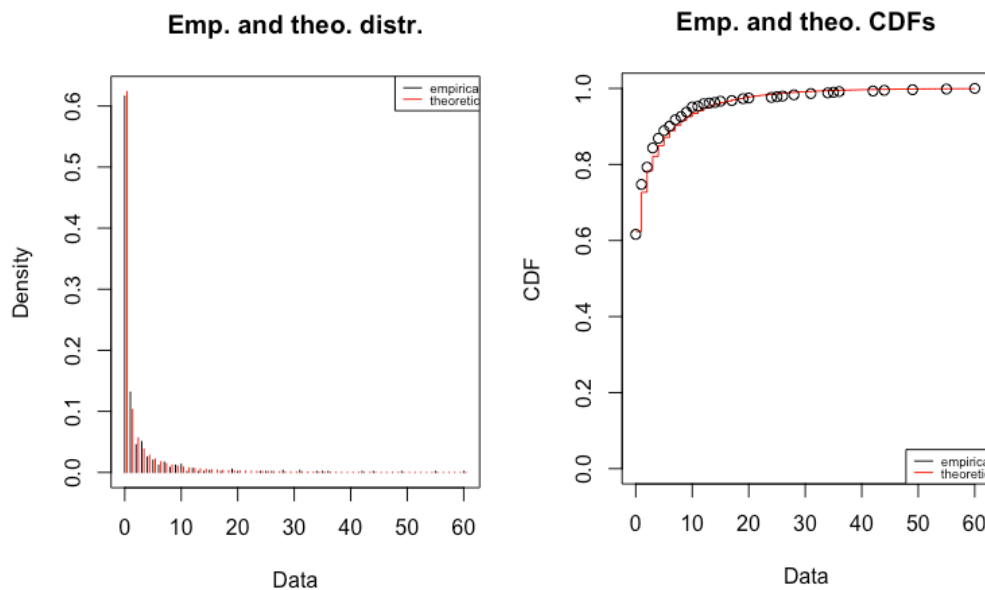 Emp. and theo. distr.
Density
0.0 0.1 0.2 0.3 0.4 0.5 0.6
empirica
theoretic
0 10 20 30 40 50 60
Data
Emp. and theo. CDFs
CDF
0.0 0.2 0.4 0.6 0.8 1.0
empirica
theoretic
0 10 20 30 40 50 60
Data